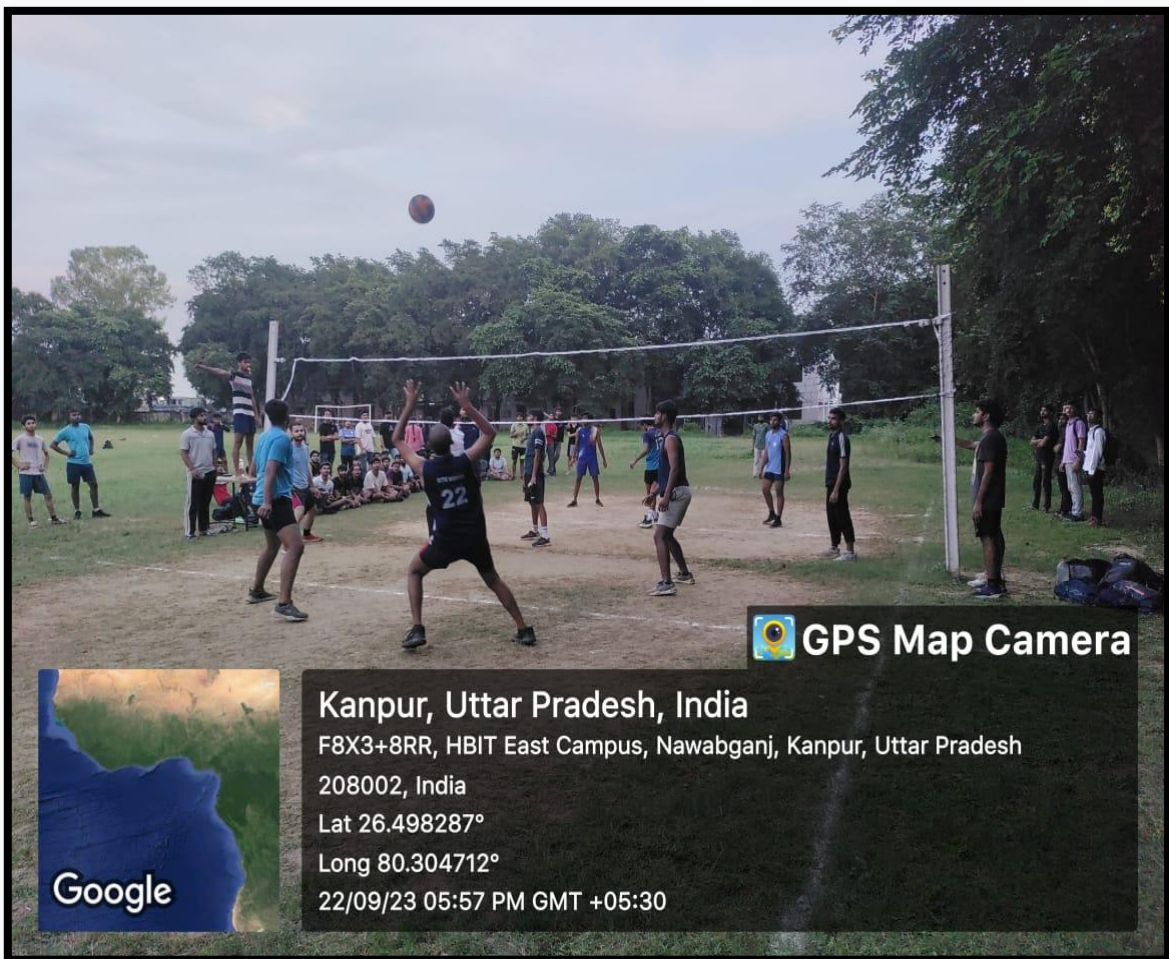 22
GPS Map Camera
Kanpur, Uttar Pradesh, India
F8X3+8RR, HBIT East Campus, Nawabganj, Kanpur, Uttar Pradesh
208002, India
Lat 26.498287°
Long 80.304712°
22/09/23 05:57 PM GMT +05:30
Google